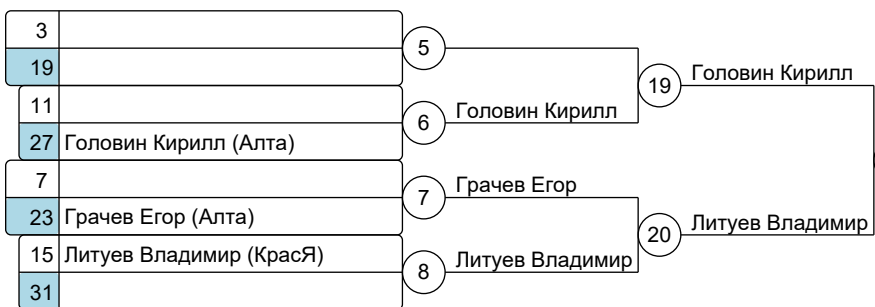 3
19
5
Головин Кирилл
19
11
6
Головин Кирилл
27 Головин Кирилл (Алта)
7
7
Грачев Егор
23 Грачев Егор (Алта)
20
Литуев Владимир
15 Литуев Владимир (КрасЯ)
8
Литуев Владимир
31